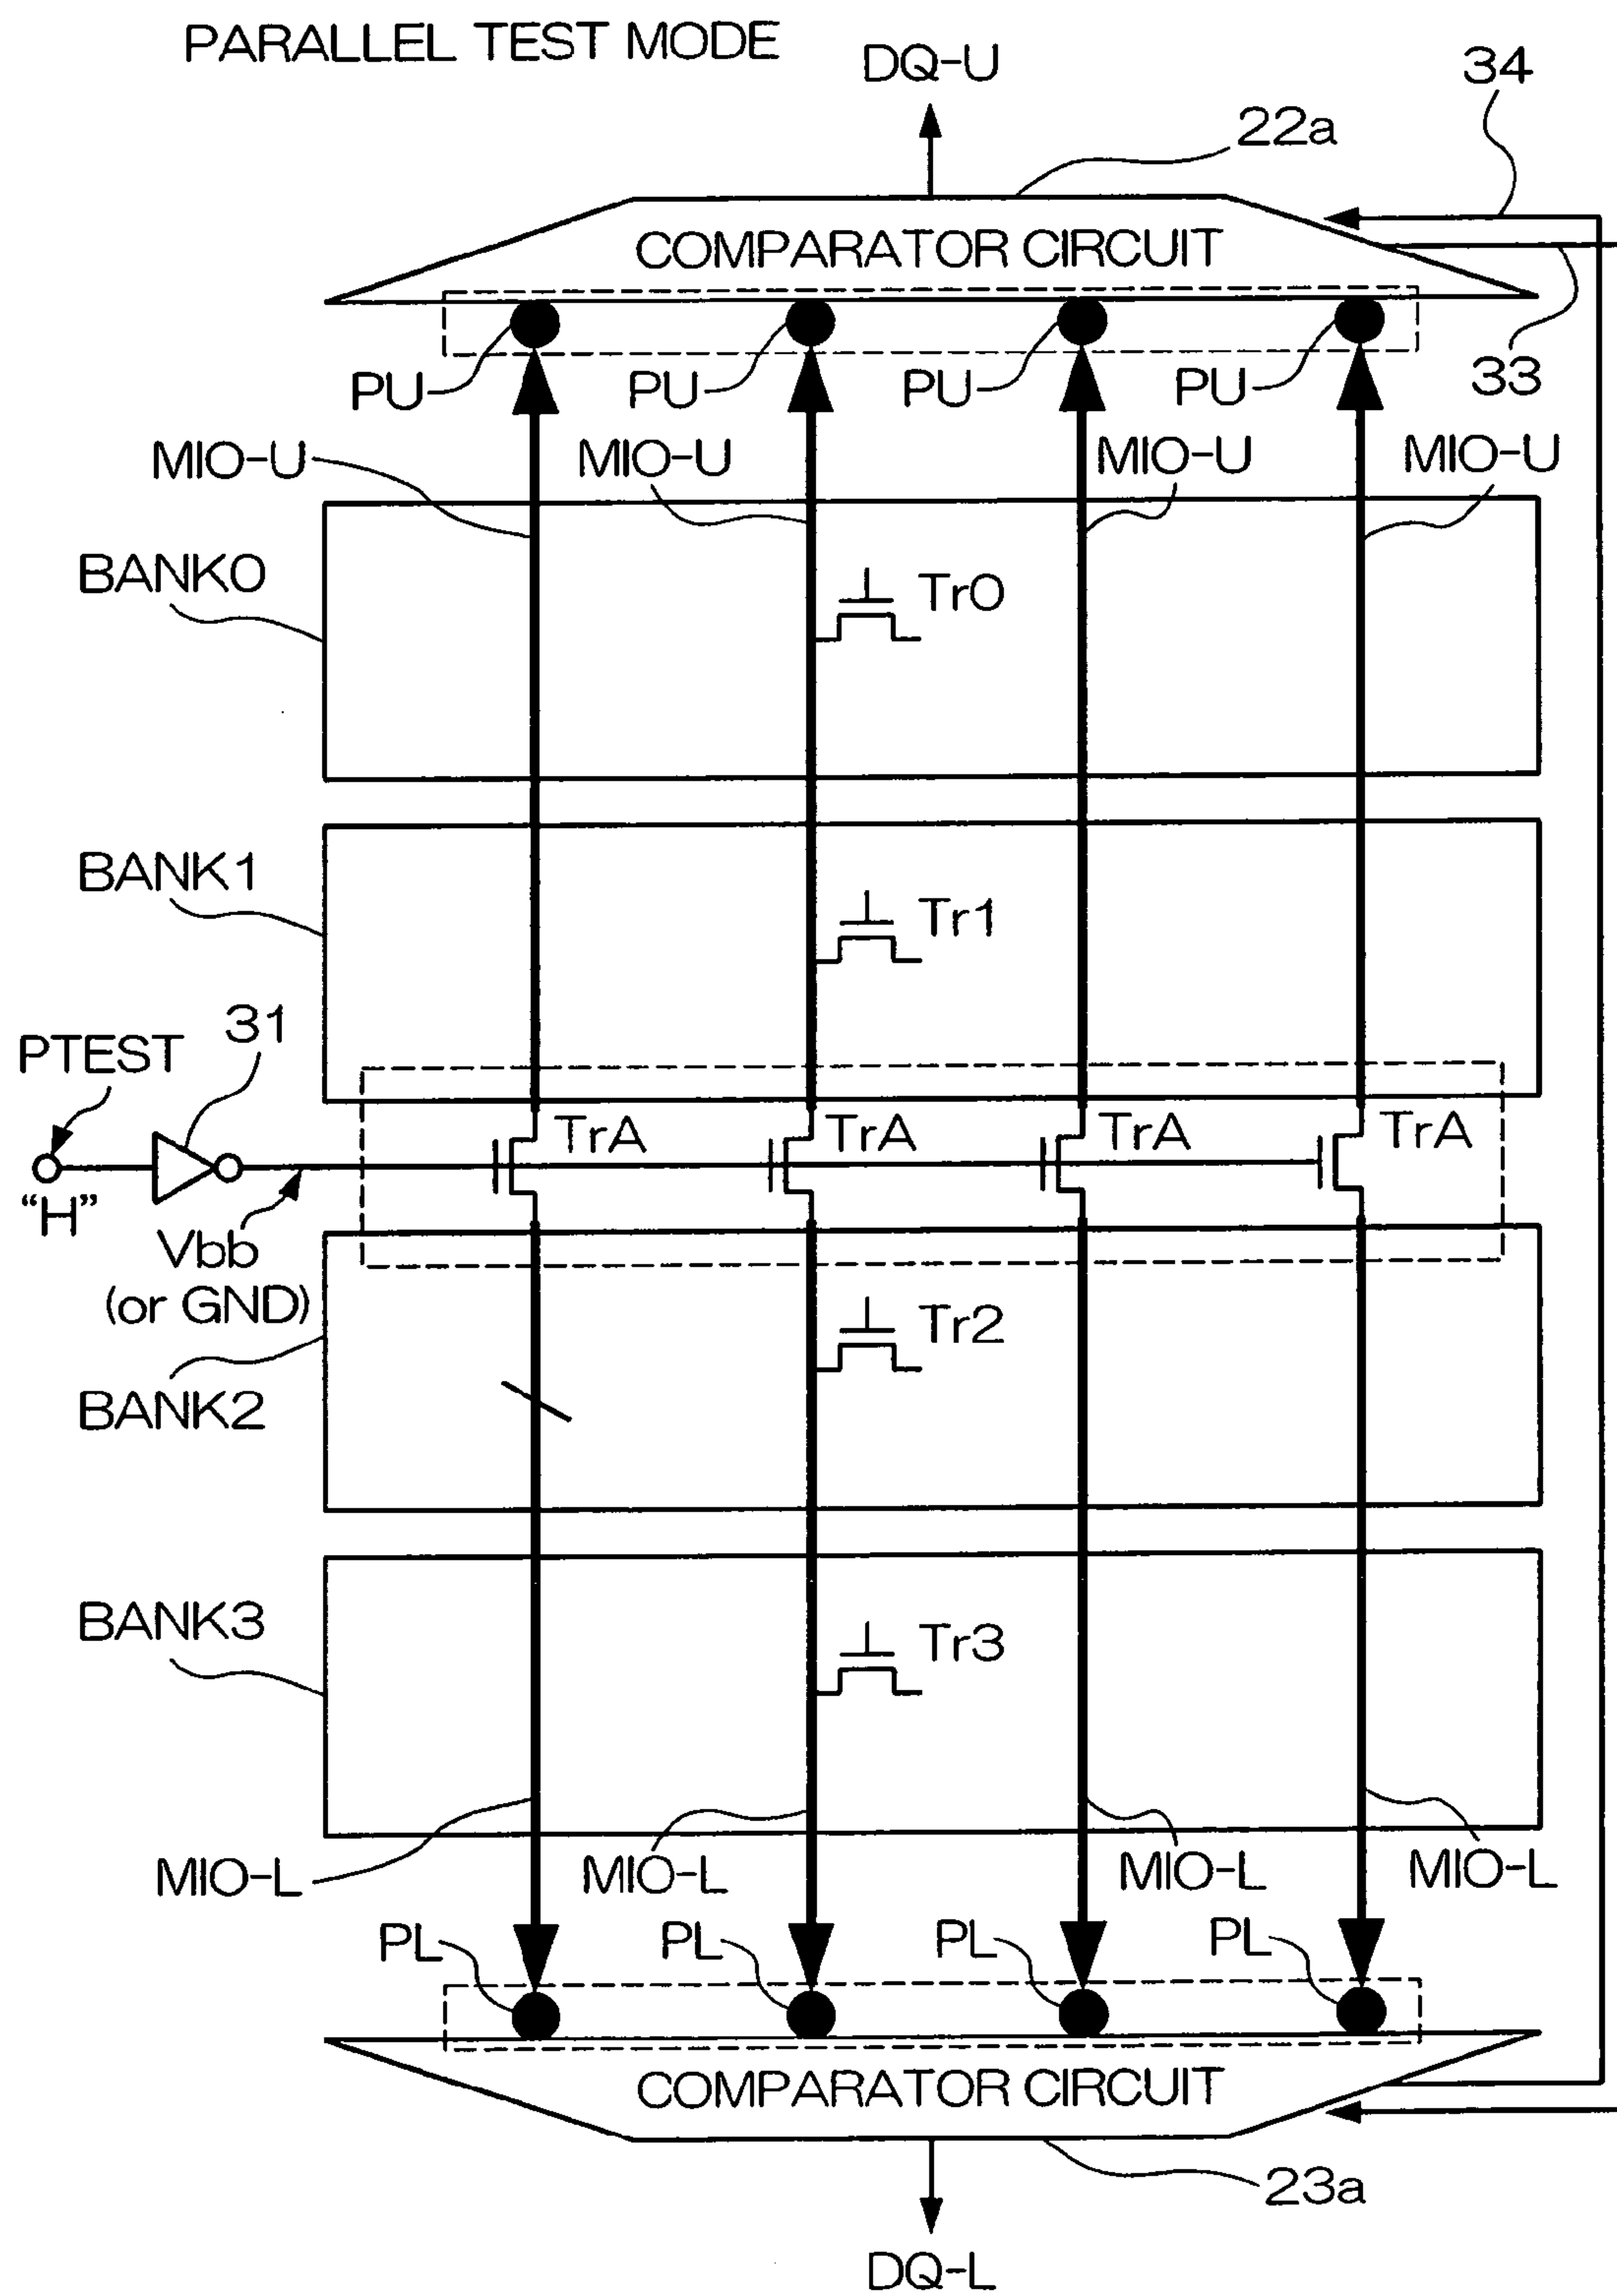 PARALLEL TEST MODE
DQ-U
34
22a
COMPARATOR CIRCUIT
33
PU PU PU PU
MIO-U MIO-U MIO-U MIO-U
BANK0
Tr0
BANK1
Tr1
31
PTEST
TrA TrA TrA TrA
"H"
Vbb
(or GND)
Tr2
BANK2
BANK3
Tr3
MIO-L MIO-L MIO-L MIO-L
PL PL PL PL
COMPARATOR CIRCUIT
23a
DQ-L